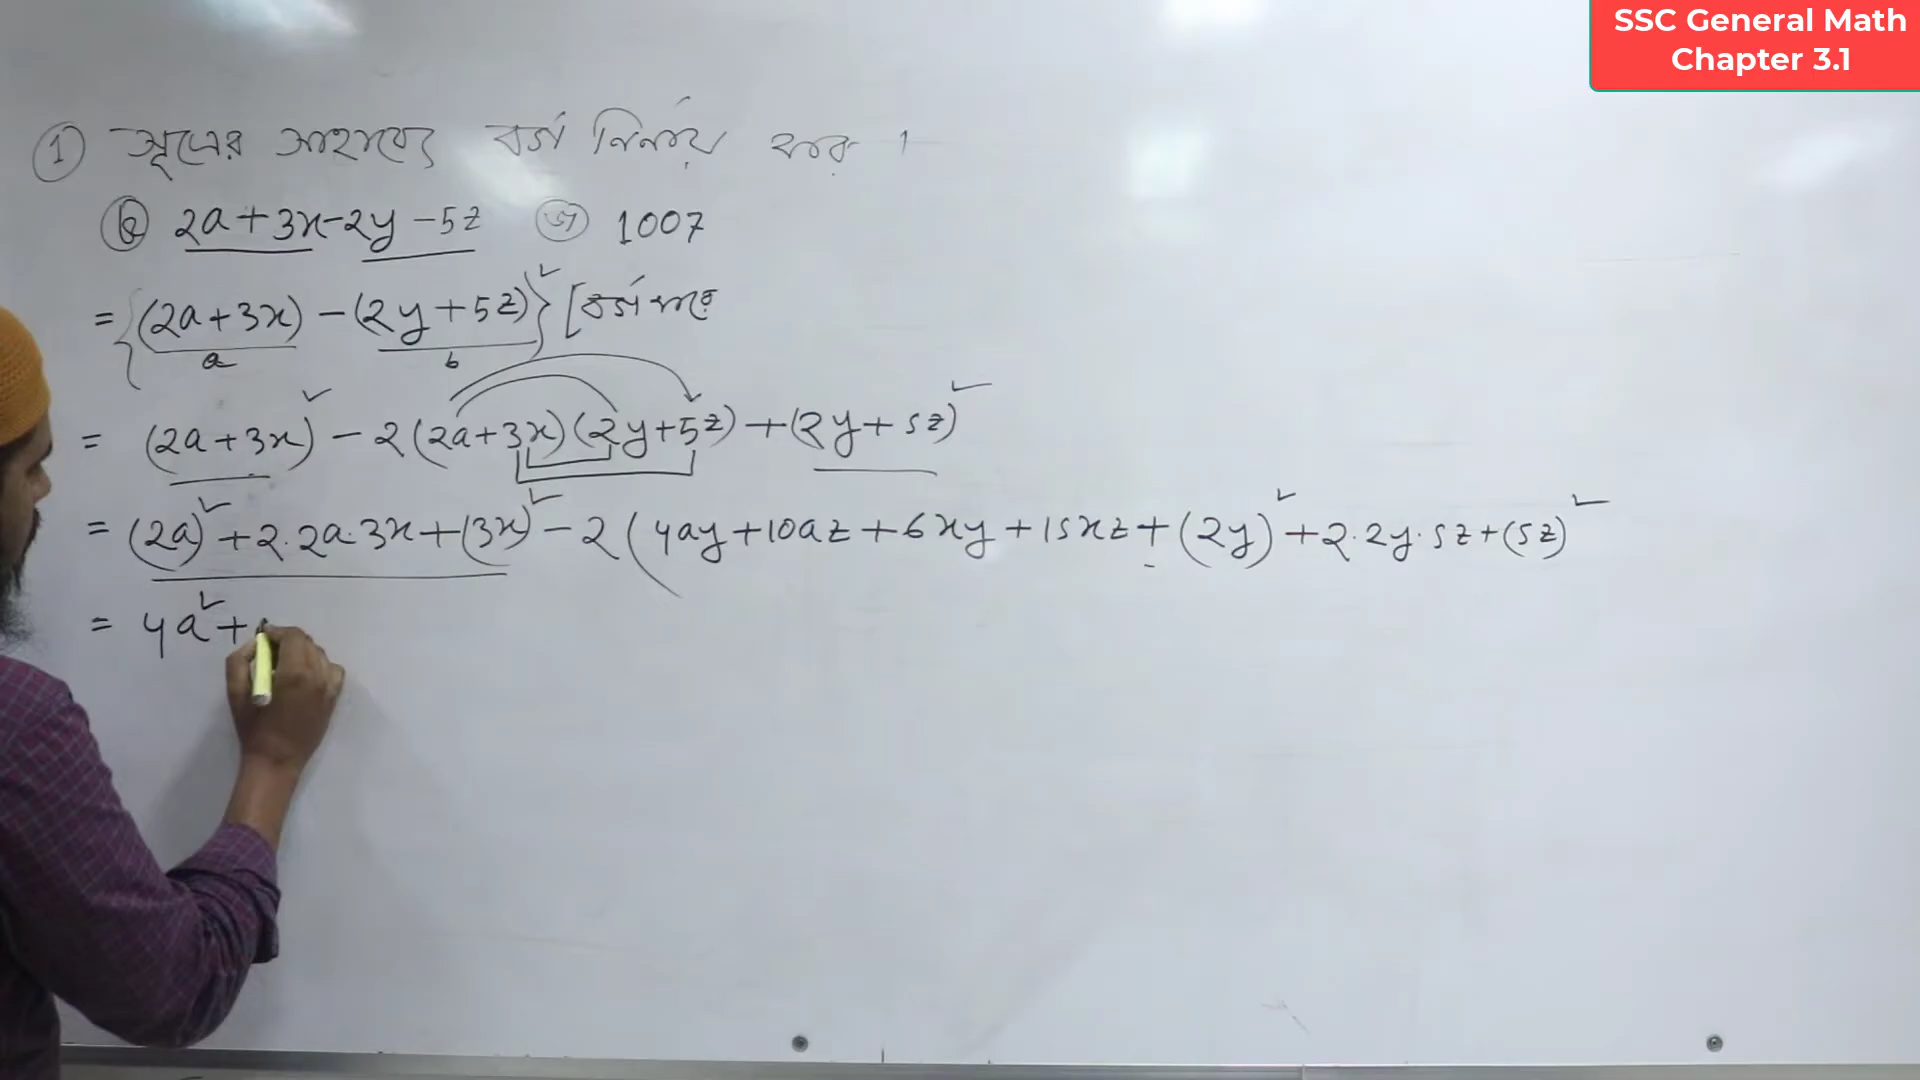 SSC General Math
Chapter 3.1
① সূত্রের সাহায্যে বর্গ নির্ণয় কর ।
2a+3x-2y-5z 1007
= {(2a+3x) - (2y+5z)}² [বর্গ করে
a b
= (2a+3x)² - 2(2a+3x)(2y+5z) + (2y+5z)²
= (2a)² + 2·2a·3x + (3x)² - 2(4ay+10az+6xy+15xz + (2y)² + 2·2y·5z + (5z)²
= 4a² +